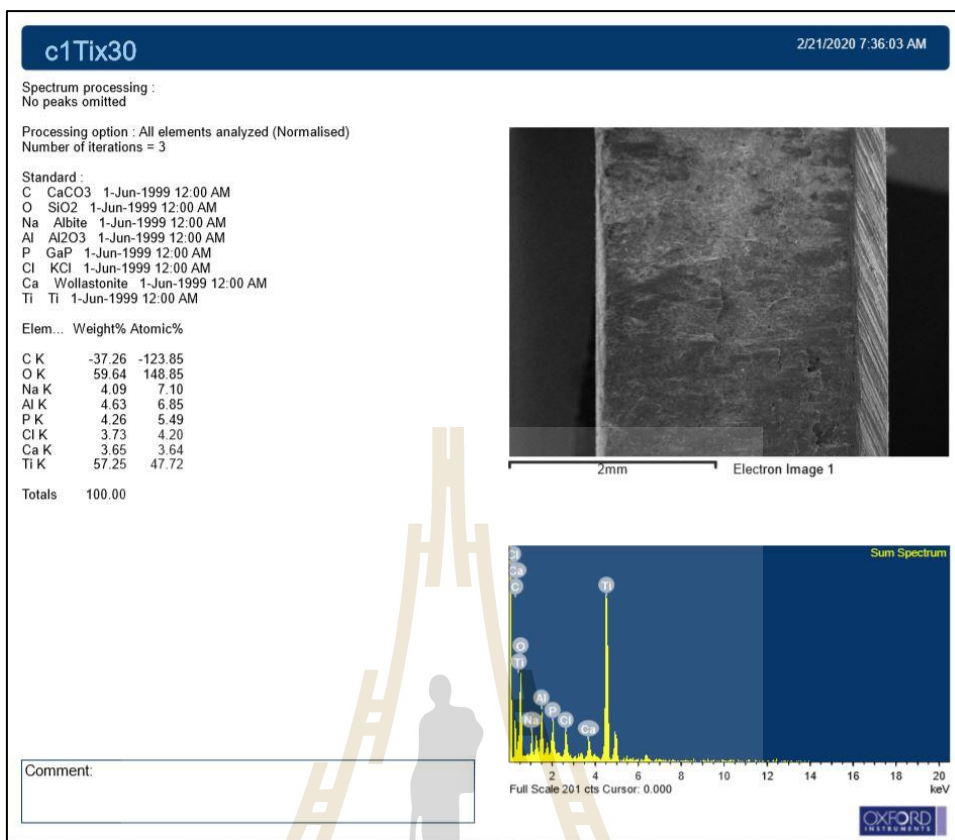 c1Tix30
2/21/2020 7:36:03 AM
Spectrum processing :
No peaks omitted
Processing option : All elements analyzed (Normalised)
Number of iterations = 3
Standard :
C CaCO3 1-Jun-1999 12:00 AM
O SiO2 1-Jun-1999 12:00 AM
Na Albite 1-Jun-1999 12:00 AM
Al Al2O3 1-Jun-1999 12:00 AM
P GaP 1-Jun-1999 12:00 AM
Cl KCl 1-Jun-1999 12:00 AM
Ca Wollastonite 1-Jun-1999 12:00 AM
Ti Ti 1-Jun-1999 12:00 AM
Elem... Weight% Atomic%
C K -37.26 -123.85
O K 59.64 148.85
Na K 4.09 7.10
Al K 4.63 6.85
P K 4.26 5.49
Cl K 3.73 4.20
Ca K 3.65 3.64
Ti K 57.25 47.72
Totals 100.00
2mm
Electron Image 1
Sum Spectrum
Cl
Ca
C
Ti
O
Ti
Al
P
Na
Cl
Ca
2 4 6 8 10 12 14 16 18 20
Full Scale 201 cts Cursor: 0.000
keV
Comment:
OXFORD
INSTRUMENTS